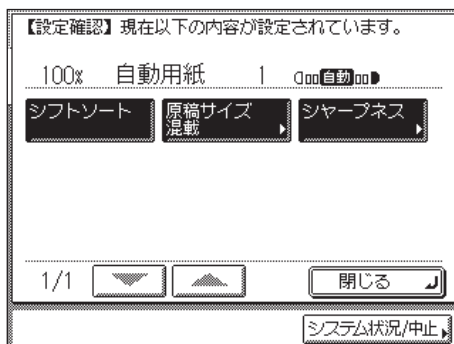 【設定確認】現在以下の内容が設定されています。
100% 自動用紙 1 自動
シフトソート 原稿サイズ混載 シャープネス
1/1 閉じる
システム状況/中止